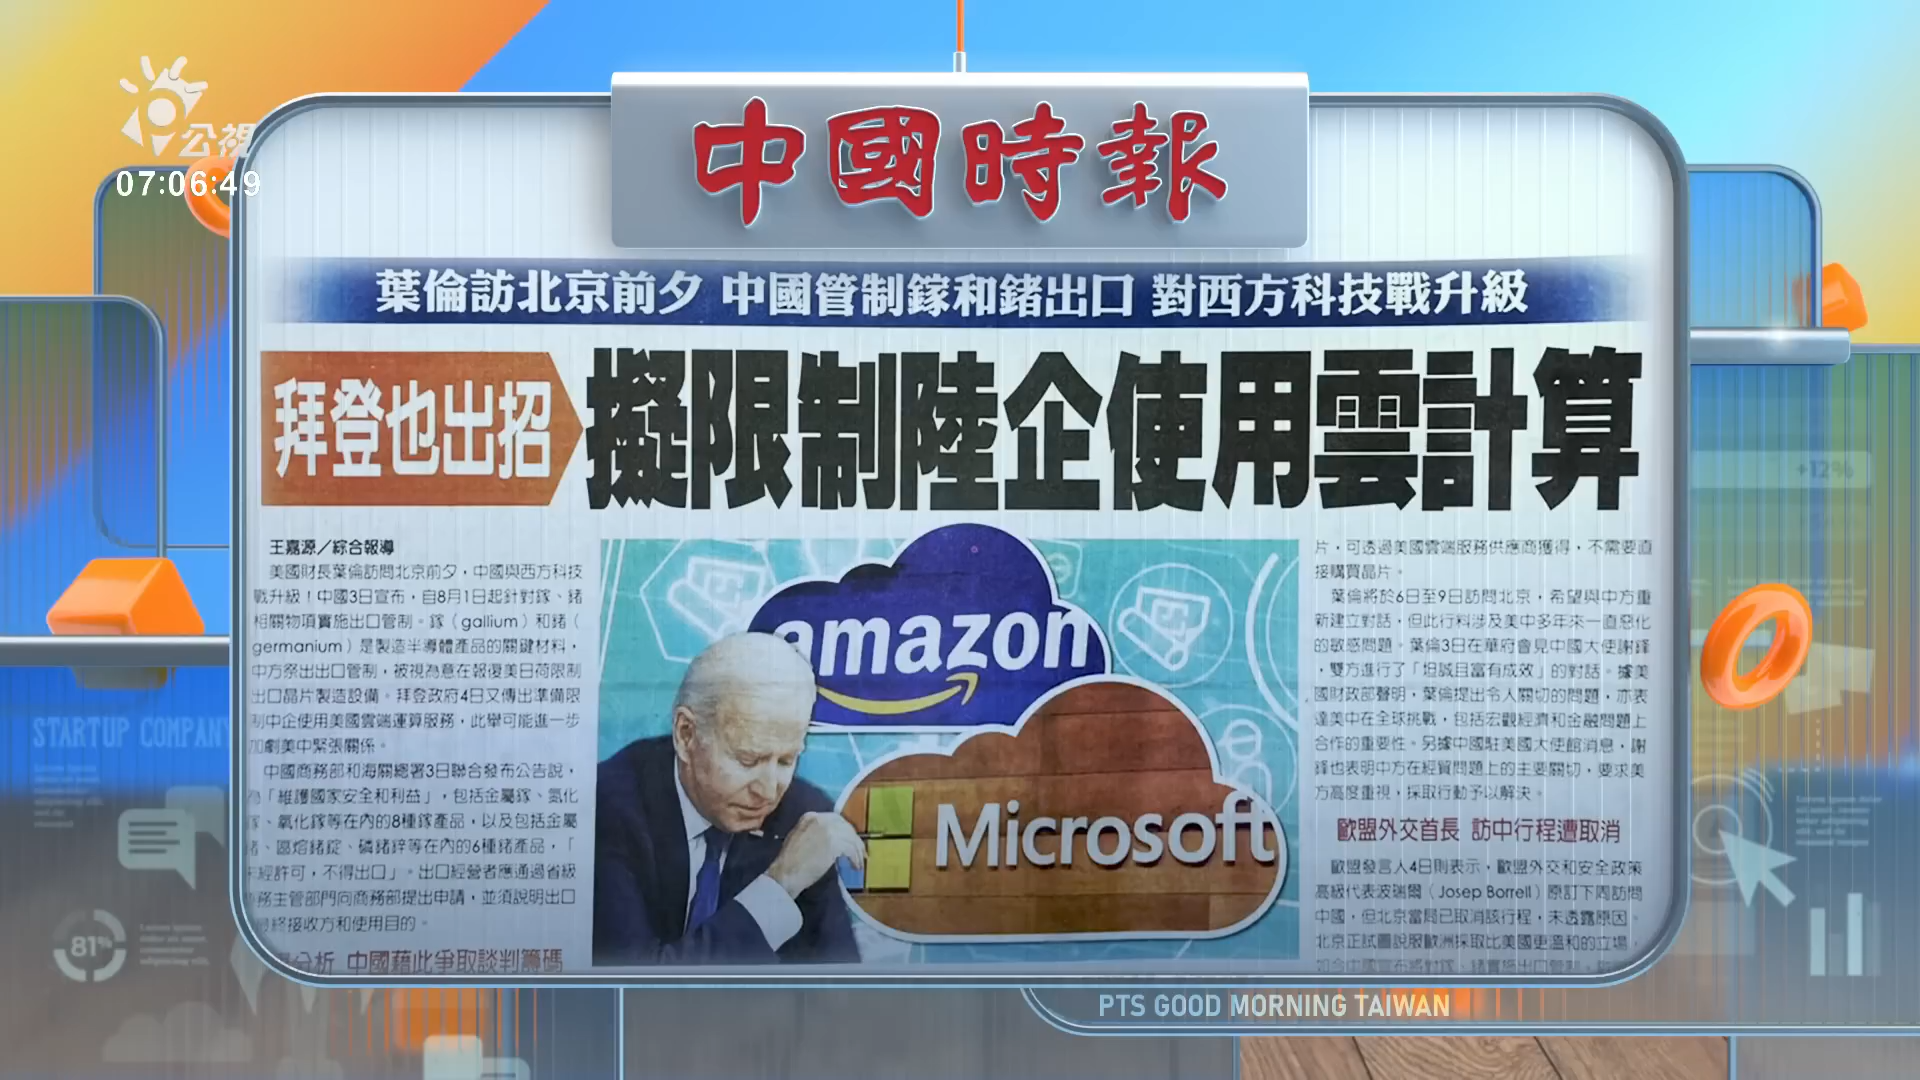 公視
07:06:49
中國時報
葉倫訪北京前夕 中國管制鎵和鍺出口 對西方科技戰升級
拜登也出招
擬限制陸企使用雲計算
王嘉源／綜合報導
美國財長葉倫訪問北京前夕，中國與西方科技
戰升級！中國3日宣布，自8月1日起針對鎵、鍺
相關物項實施出口管制。鎵（gallium）和鍺（
germanium）是製造半導體產品的關鍵材料，
中方祭出出口管制，被視為意在報復美日荷限制
出口晶片製造設備。拜登政府4日又傳出準備限
制中企使用美國雲端運算服務，此舉可能進一步
加劇美中緊張關係。
中國商務部和海關總署3日聯合發布公告說，
為「維護國家安全和利益」，包括金屬鎵、氮化
鎵、氧化鎵等在內的8種鎵產品，以及包括金屬
鍺、區熔鍺錠、磷鍺鋅等在內的6種鍺產品，「
未經許可，不得出口」。出口經營者應通過省級
商務主管部門向商務部提出申請，並須說明出口
最終接收方和使用目的。
分析 中國藉此爭取談判籌碼
amazon
Microsoft
片，可透過美國雲端服務供應商獲得，不需要直
接購買晶片。
葉倫將於6日至9日訪問北京，希望與中方重
新建立對話，但此行料涉及美中多年來一直惡化
的敏感問題。葉倫3日在華府會見中國大使謝鋒
，雙方進行了「坦誠且富有成效」的對話。據美
國財政部聲明，葉倫提出令人關切的問題，亦表
達美中在全球挑戰，包括宏觀經濟和金融問題上
合作的重要性。另據中國駐美國大使館消息，謝
鋒也表明中方在經貿問題上的主要關切，要求美
方高度重視，採取行動予以解決。
歐盟外交首長 訪中行程遭取消
歐盟發言人4日則表示，歐盟外交和安全政策
高級代表波瑞爾（Josep Borrell）原訂下周訪問
中國，但北京當局已取消該行程，未透露原因。
北京正試圖說服歐洲採取比美國更溫和的立場，
如今中國宣布將對鎵、鍺實施出口管制，
STARTUP COMPANY
81%
+12%
PTS GOOD MORNING TAIWAN